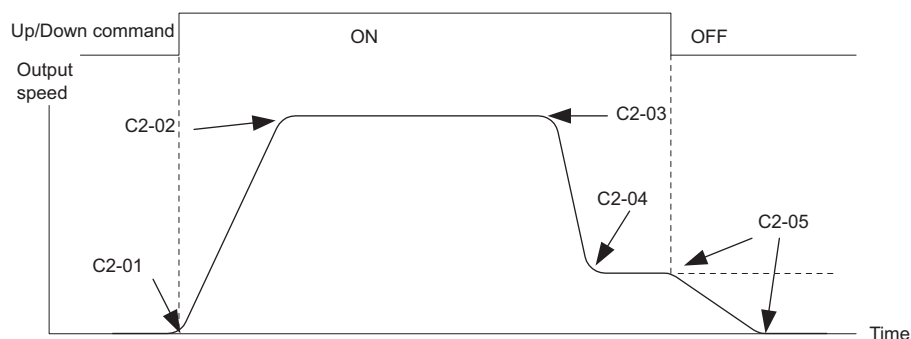 Up/Down command
ON
OFF
Output
speed
C2-02
C2-03
C2-04
C2-05
C2-01
Time